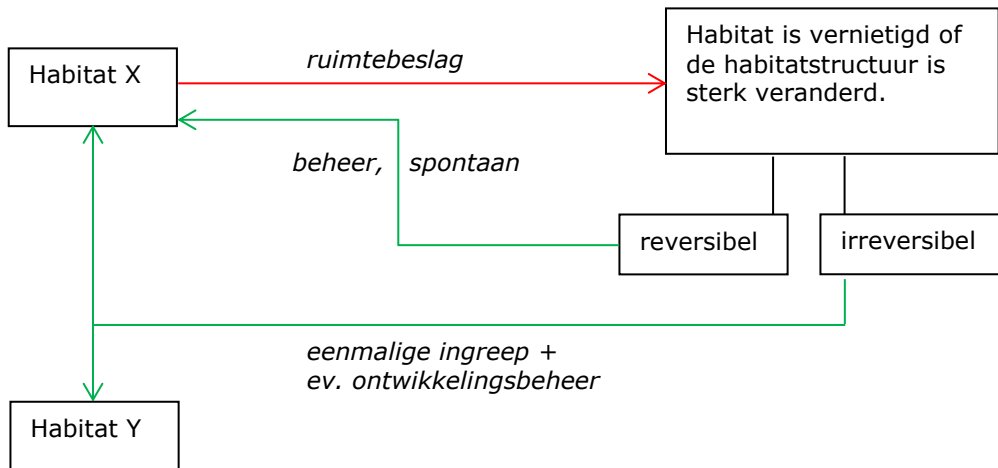 Habitat X
ruimtebeslag
Habitat is vernietigd of
de habitatstructuur is
sterk veranderd.
beheer, spontaan
reversibel
irreversibel
eenmalige ingreep +
ev. ontwikkelingsbeheer
Habitat Y